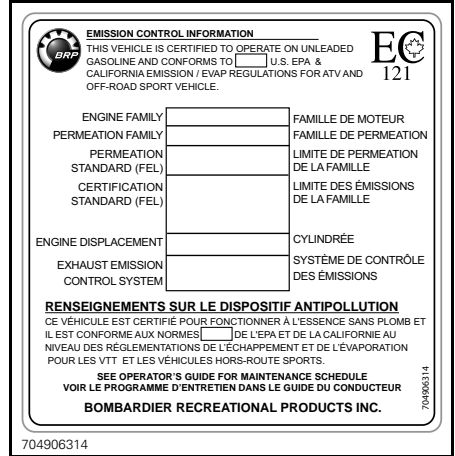 EMISSION CONTROL INFORMATION
THIS VEHICLE IS CERTIFIED TO OPERATE ON UNLEADED
GASOLINE AND CONFORMS TO U.S. EPA &
CALIFORNIA EMISSION / EVAP REGULATIONS FOR ATV AND
OFF-ROAD SPORT VEHICLE.
BRP
EC
121
ENGINE FAMILY FAMILLE DE MOTEUR
PERMEATION FAMILY FAMILLE DE PERMEATION
PERMEATION LIMITE DE PERMEATION
STANDARD (FEL) DE LA FAMILLE
CERTIFICATION LIMITE DES ÉMISSIONS
STANDARD (FEL) DE LA FAMILLE
ENGINE DISPLACEMENT CYLINDRÉE
EXHAUST EMISSION SYSTÈME DE CONTRÔLE
CONTROL SYSTEM DES ÉMISSIONS
RENSEIGNEMENTS SUR LE DISPOSITIF ANTIPOLLUTION
CE VÉHICULE EST CERTIFIÉ POUR FONCTIONNER À L'ESSENCE SANS PLOMB ET
IL EST CONFORME AUX NORMES DE L'EPA ET DE LA CALIFORNIE AU
NIVEAU DES RÉGLEMENTATIONS DE L'ÉCHAPPEMENT ET DE L'ÉVAPORATION
POUR LES VTT ET LES VÉHICULES HORS-ROUTE SPORTS.
SEE OPERATOR'S GUIDE FOR MAINTENANCE SCHEDULE
VOIR LE PROGRAMME D'ENTRETIEN DANS LE GUIDE DU CONDUCTEUR
BOMBARDIER RECREATIONAL PRODUCTS INC.
704906314
704906314